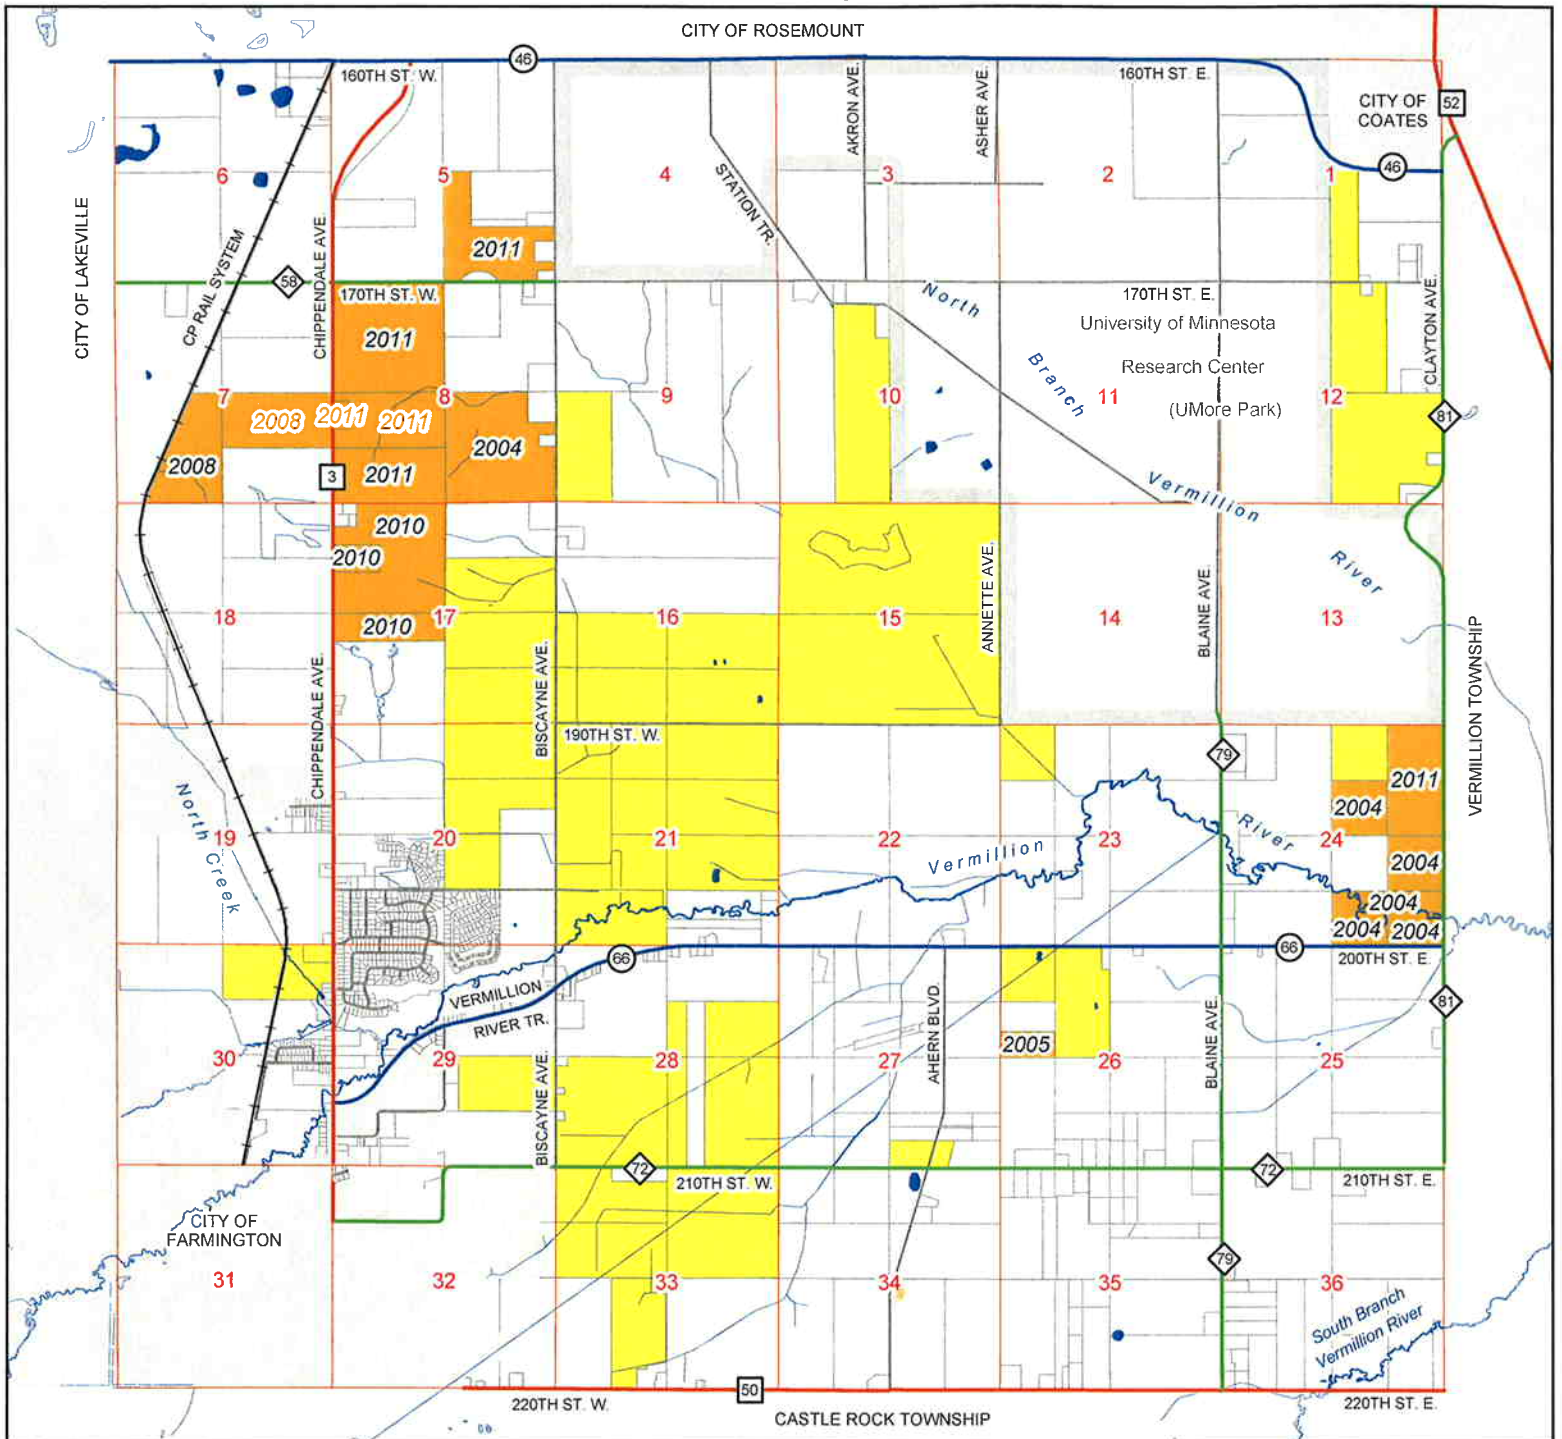 CITY OF ROSEMOUNT
46
160TH ST. W.
AKRON AVE.
ASHER AVE.
160TH ST. E.
CITY OF
COATES
52
46
6
5
4
3
2
1
CITY OF LAKEVILLE
CP RAIL SYSTEM
CHIPPENDALE AVE.
STATION TR.
2011
58
170TH ST. W.
North
170TH ST. E.
CLAYTON AVE.
University of Minnesota
2011
Branch
Research Center
7
8
9
10
11
12
(UMore Park)
81
2008
2011
2011
2004
2008
3
2011
Vermillion
2010
2010
ANNETTE AVE.
BLAINE AVE.
River
18
17
16
15
14
13
2010
VERMILLION TOWNSHIP
CHIPPENDALE AVE.
BISCAYNE AVE.
190TH ST. W.
79
2011
2004
North Creek
19
20
21
22
23
24
Vermillion
River
2004
2004
2004
2004
66
66
200TH ST. E.
VERMILLION
RIVER TR.
AHERN BLVD.
BLAINE AVE.
81
2005
30
29
28
27
26
25
BISCAYNE AVE.
72
72
210TH ST. W.
210TH ST. E.
CITY OF
FARMINGTON
79
31
32
33
34
35
36
South Branch
Vermillion River
50
220TH ST. W.
CASTLE ROCK TOWNSHIP
220TH ST. E.